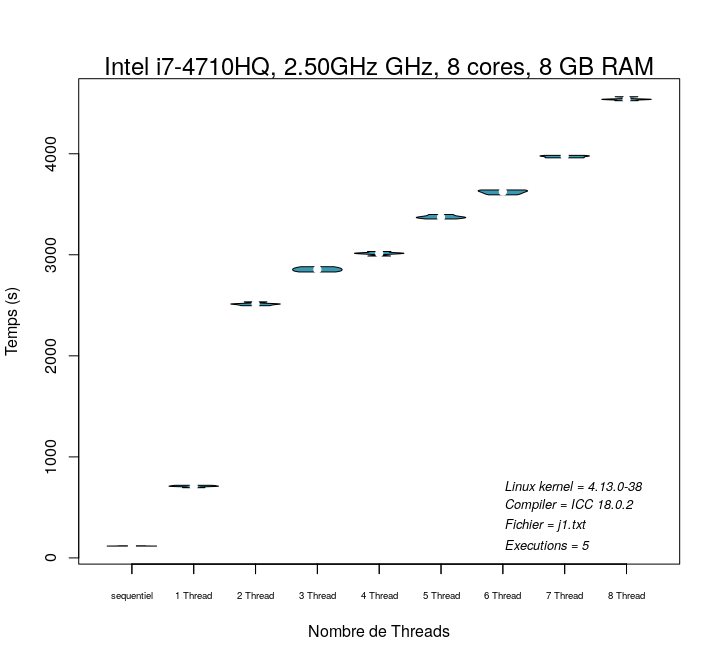 Intel i7-4710HQ, 2.50GHz GHz, 8 cores, 8 GB RAM
4000
3000
2000
1000
0
Temps (s)
Linux kernel = 4.13.0-38
Compiler = ICC 18.0.2
Fichier = j1.txt
Executions = 5
sequentiel 1 Thread 2 Thread 3 Thread 4 Thread 5 Thread 6 Thread 7 Thread 8 Thread
Nombre de Threads